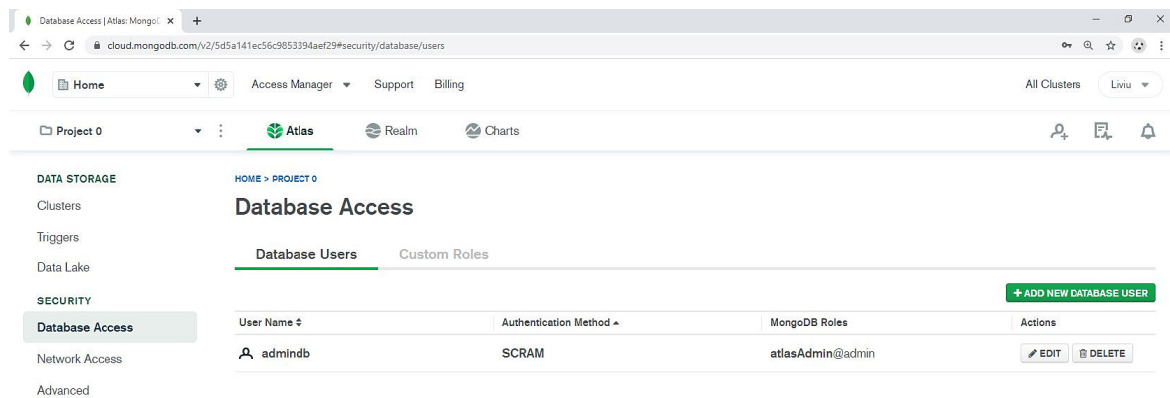 Database Access | Atlas: Mongo
cloud.mongodb.com/v2/5d5a141ec56c9853394aef29#security/database/users
Home Access Manager Support Billing All Clusters Liviu
Project 0 Atlas Realm Charts
DATA STORAGE
Clusters
Triggers
Data Lake
SECURITY
Database Access
Network Access
Advanced
HOME > PROJECT 0
Database Access
Database Users Custom Roles
+ ADD NEW DATABASE USER
User Name Authentication Method MongoDB Roles Actions
admindb SCRAM atlasAdmin@admin EDIT DELETE